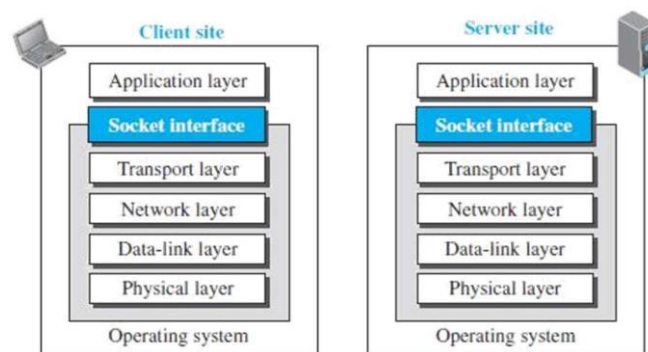 Client site
Application layer
Socket interface
Transport layer
Network layer
Data-link layer
Physical layer
Operating system
Server site
Application layer
Socket interface
Transport layer
Network layer
Data-link layer
Physical layer
Operating system